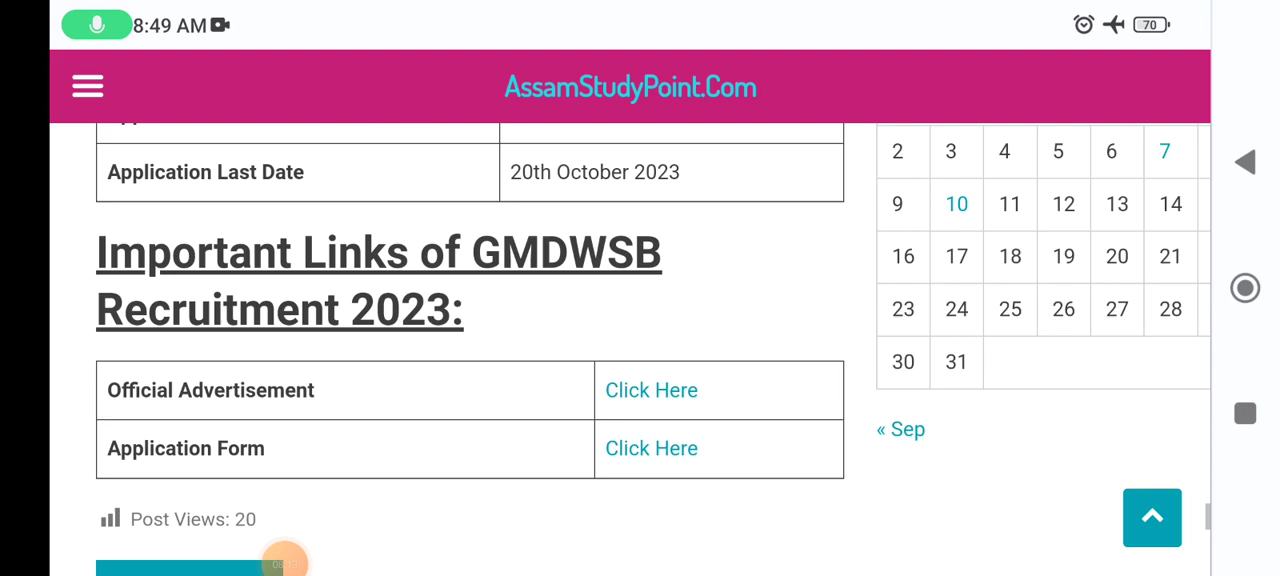 8:49 AM
70
AssamStudyPoint.Com
Application Last Date 20th October 2023
Important Links of GMDWSB
Recruitment 2023:
Official Advertisement Click Here
Application Form Click Here
Post Views: 20
2 3 4 5 6 7
9 10 11 12 13 14
16 17 18 19 20 21
23 24 25 26 27 28
30 31
« Sep